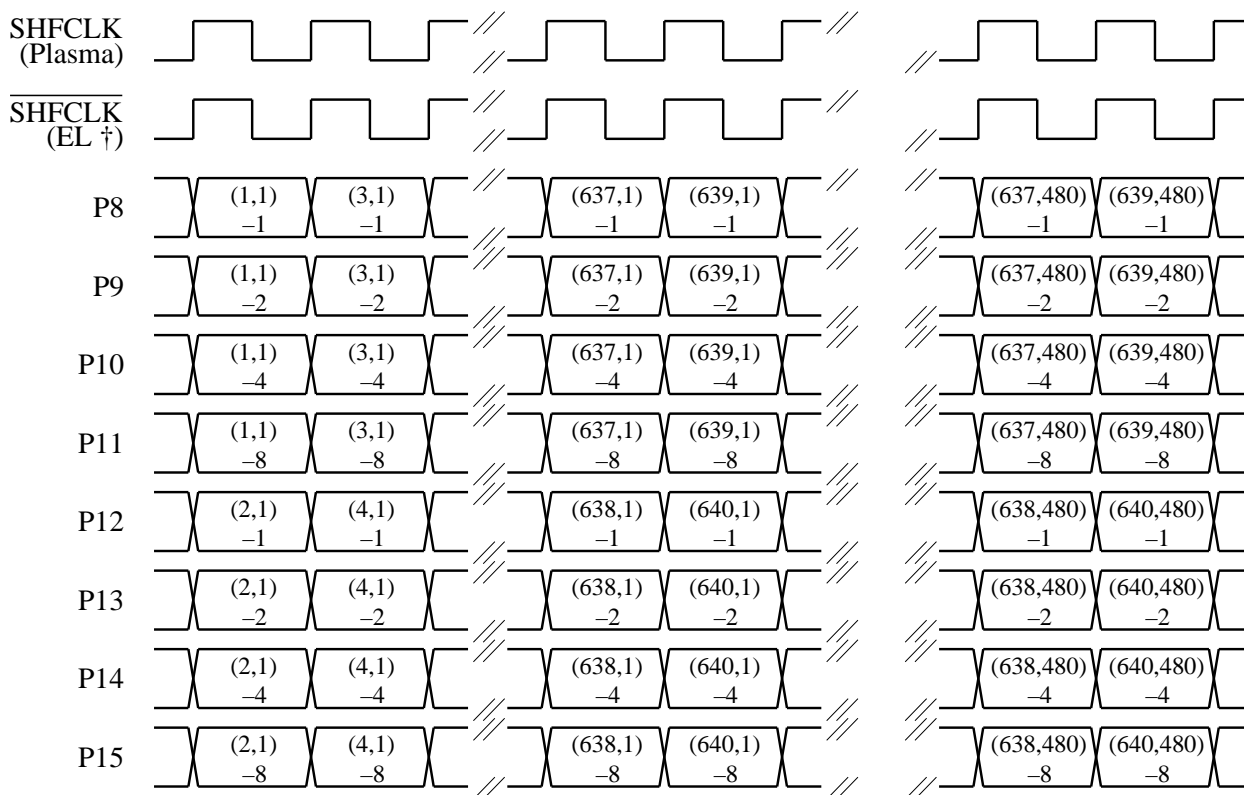 SHFCLK
(Plasma)
SHFCLK
(EL †)
P8
(1,1) (3,1) (637,1) (639,1) (637,480) (639,480)
–1 –1 –1 –1 –1 –1
P9
(1,1) (3,1) (637,1) (639,1) (637,480) (639,480)
–2 –2 –2 –2 –2 –2
P10
(1,1) (3,1) (637,1) (639,1) (637,480) (639,480)
–4 –4 –4 –4 –4 –4
P11
(1,1) (3,1) (637,1) (639,1) (637,480) (639,480)
–8 –8 –8 –8 –8 –8
P12
(2,1) (4,1) (638,1) (640,1) (638,480) (640,480)
–1 –1 –1 –1 –1 –1
P13
(2,1) (4,1) (638,1) (640,1) (638,480) (640,480)
–2 –2 –2 –2 –2 –2
P14
(2,1) (4,1) (638,1) (640,1) (638,480) (640,480)
–4 –4 –4 –4 –4 –4
P15
(2,1) (4,1) (638,1) (640,1) (638,480) (640,480)
–8 –8 –8 –8 –8 –8